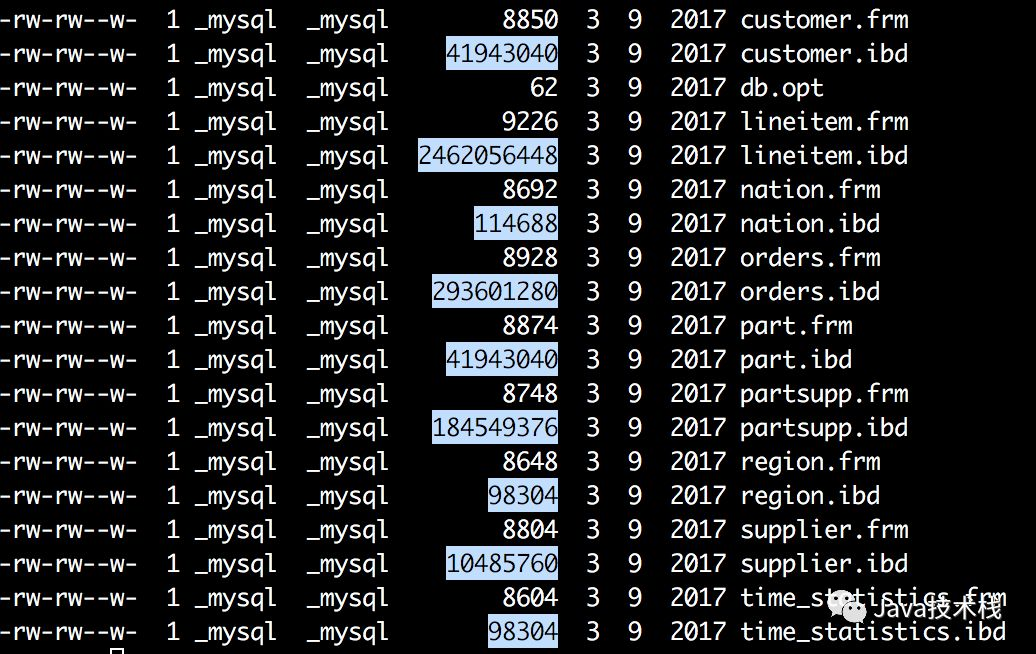 -rw-rw--w- 1 _mysql _mysql 8850 3 9 2017 customer.frm
-rw-rw--w- 1 _mysql _mysql 41943040 3 9 2017 customer.ibd
-rw-rw--w- 1 _mysql _mysql 62 3 9 2017 db.opt
-rw-rw--w- 1 _mysql _mysql 9226 3 9 2017 lineitem.frm
-rw-rw--w- 1 _mysql _mysql 2462056448 3 9 2017 lineitem.ibd
-rw-rw--w- 1 _mysql _mysql 8692 3 9 2017 nation.frm
-rw-rw--w- 1 _mysql _mysql 114688 3 9 2017 nation.ibd
-rw-rw--w- 1 _mysql _mysql 8928 3 9 2017 orders.frm
-rw-rw--w- 1 _mysql _mysql 293601280 3 9 2017 orders.ibd
-rw-rw--w- 1 _mysql _mysql 8874 3 9 2017 part.frm
-rw-rw--w- 1 _mysql _mysql 41943040 3 9 2017 part.ibd
-rw-rw--w- 1 _mysql _mysql 8748 3 9 2017 partsupp.frm
-rw-rw--w- 1 _mysql _mysql 184549376 3 9 2017 partsupp.ibd
-rw-rw--w- 1 _mysql _mysql 8648 3 9 2017 region.frm
-rw-rw--w- 1 _mysql _mysql 98304 3 9 2017 region.ibd
-rw-rw--w- 1 _mysql _mysql 8804 3 9 2017 supplier.frm
-rw-rw--w- 1 _mysql _mysql 10485760 3 9 2017 supplier.ibd
-rw-rw--w- 1 _mysql _mysql 8604 3 9 2017 time_statistics.frm
Java技术栈
-rw-rw--w- 1 _mysql _mysql 98304 3 9 2017 time_statistics.ibd